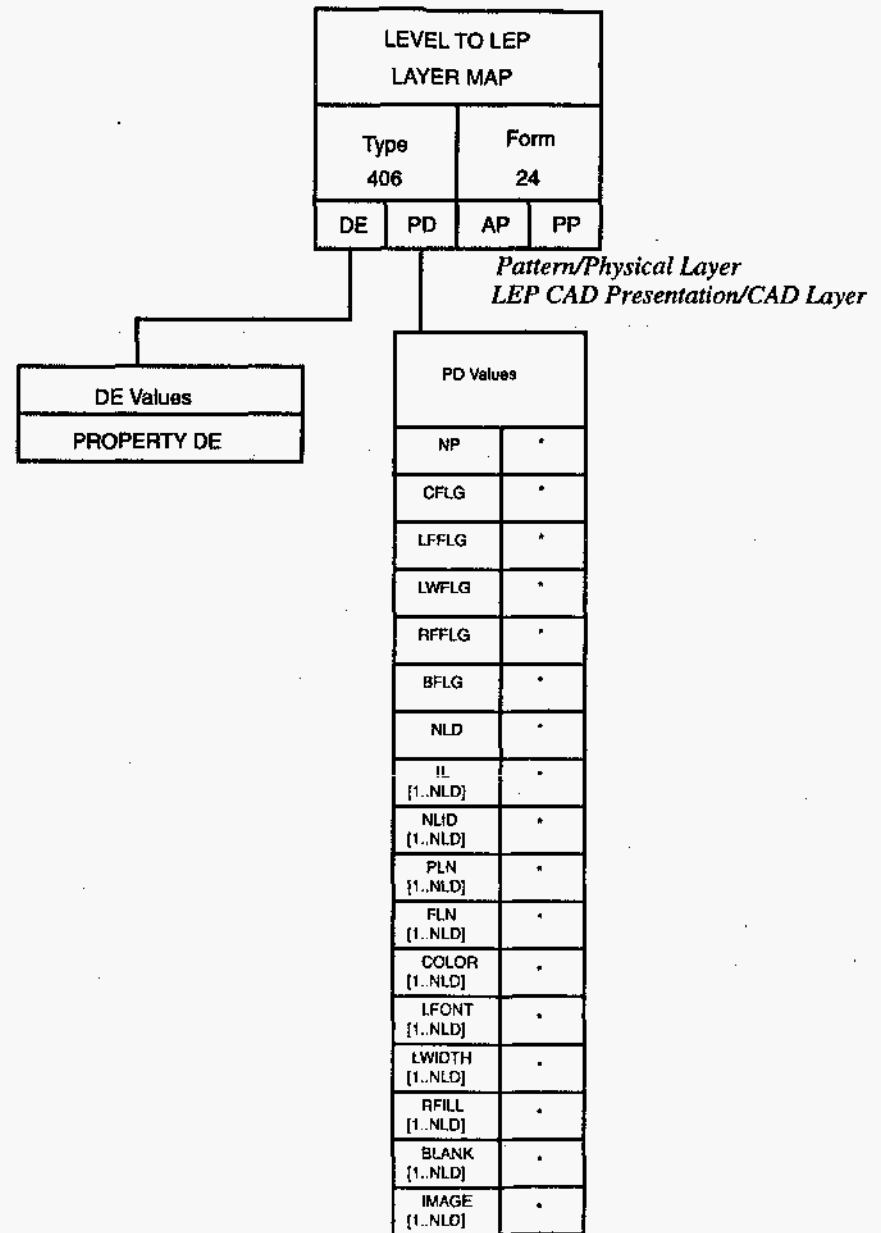 LEVEL TO LEP
LAYER MAP
Type
406
Form
24
DE PD AP PP
Pattern/Physical Layer
LEP CAD Presentation/CAD Layer
DE Values
PROPERTY DE
PD Values
NP *
CFLG *
LFFLG *
LWFLG *
RFFLG *
BFLG *
NLD *
IL *
[1..NLD]
NLID *
[1..NLD]
PLN *
[1..NLD]
FLN *
[1..NLD]
COLOR *
[1..NLD]
LFONT *
[1..NLD]
LWIDTH *
[1..NLD]
RFILL *
[1..NLD]
BLANK *
[1..NLD]
IMAGE *
[1..NLD]